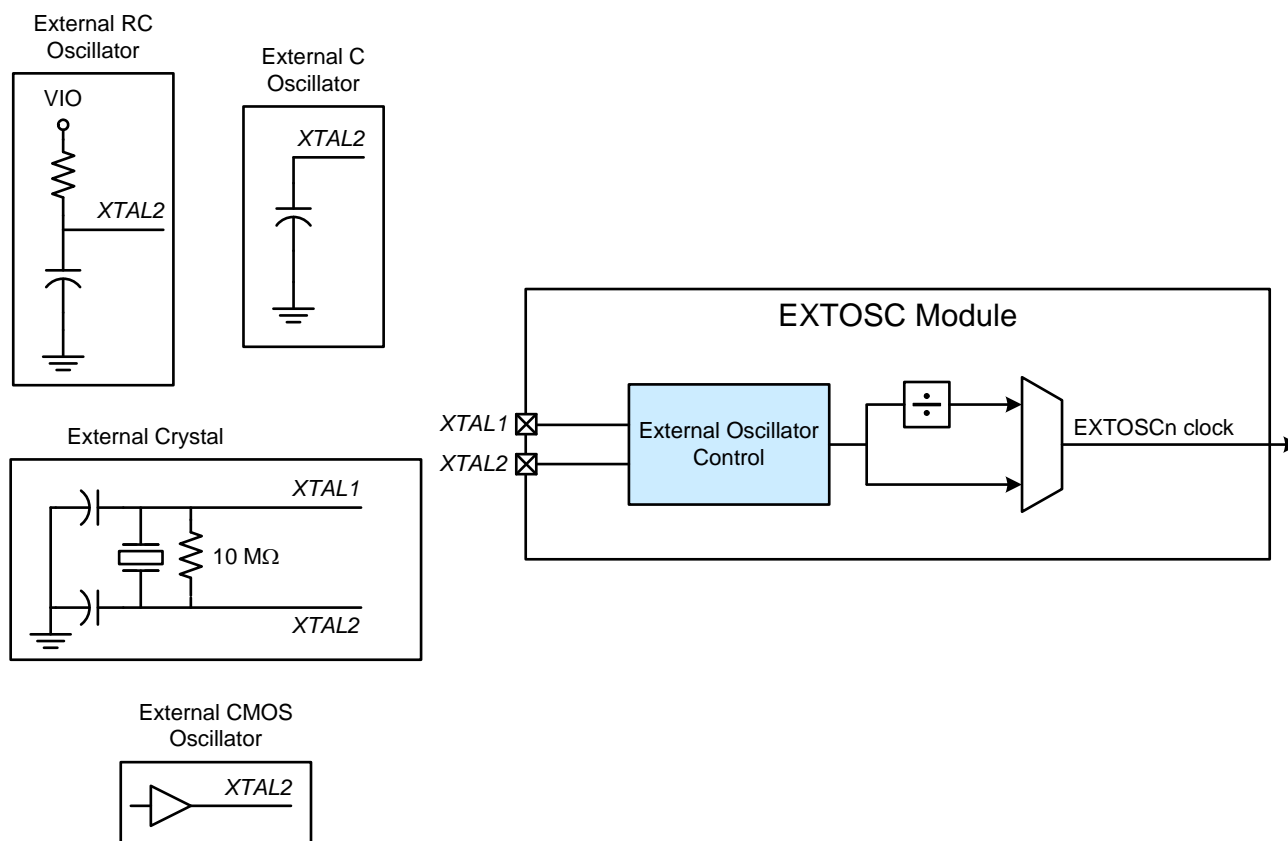 External RC
Oscillator
VIO
XTAL2
External C
Oscillator
XTAL2
EXTOSC Module
XTAL1
XTAL2
External Oscillator
Control
÷
EXTOSCn clock
External Crystal
XTAL1
10 MΩ
XTAL2
External CMOS
Oscillator
XTAL2